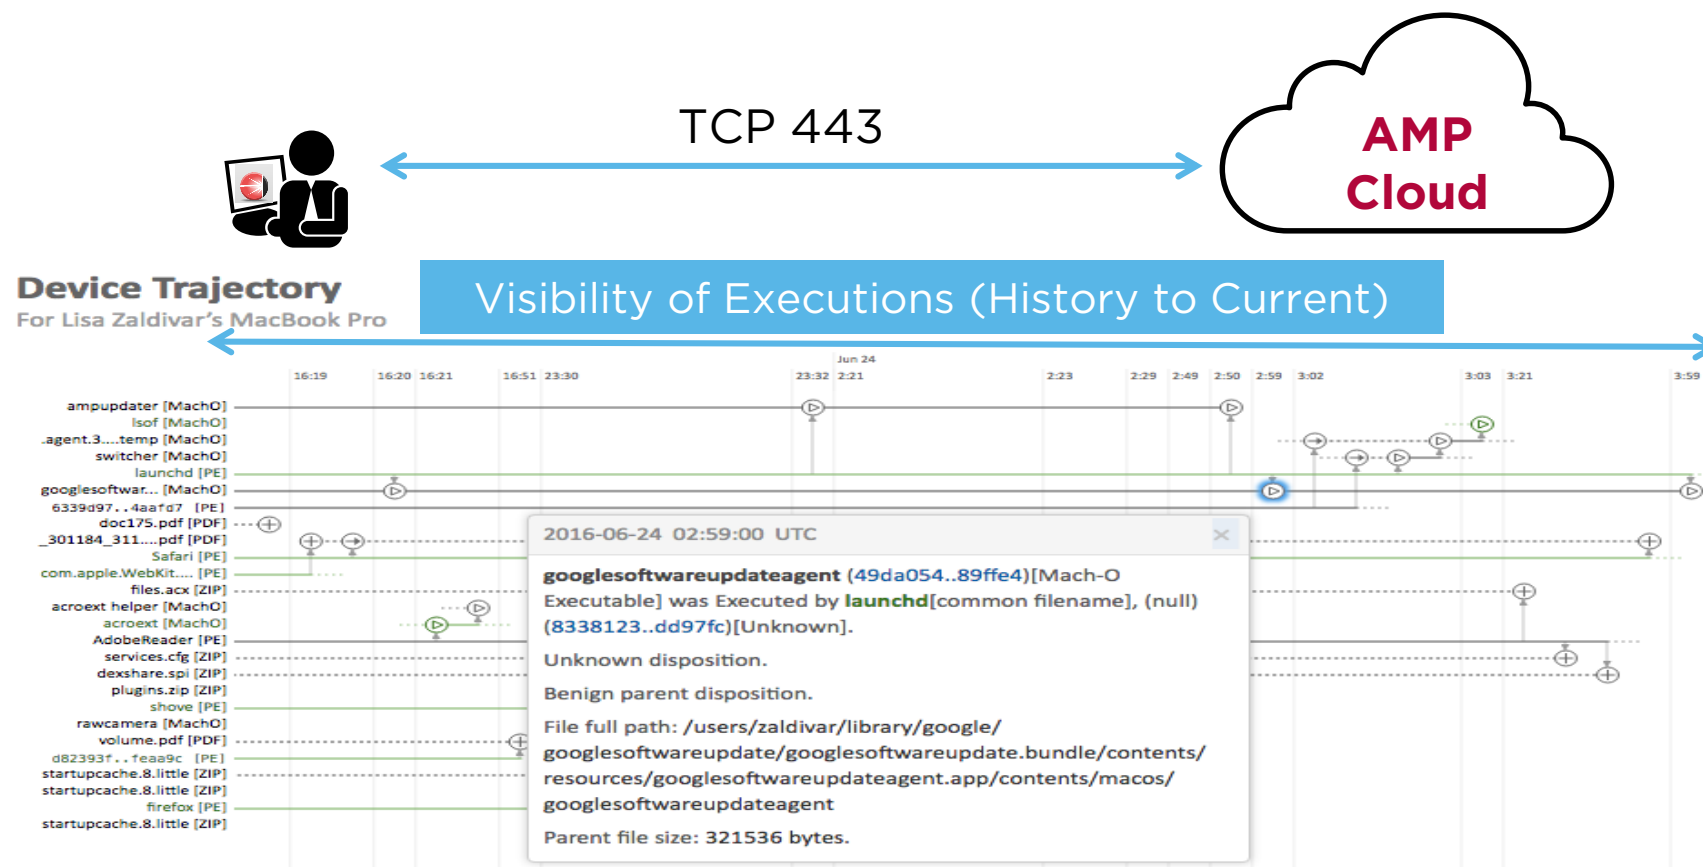 TCP 443
AMP
Cloud
Device Trajectory
For Lisa Zaldivar's MacBook Pro
Visibility of Executions (History to Current)
Jun 24
16:19 16:20 16:21 16:51 23:30 23:32 2:21 2:23 2:29 2:49 2:50 2:59 3:02 3:03 3:21 3:59
ampupdater [MachO]
lsof [MachO]
.agent.3....temp [MachO]
switcher [MachO]
launchd [PE]
googlesoftwar... [MachO]
6339d97..4aafd7 [PE]
doc175.pdf [PDF]
_301184_311....pdf [PDF]
Safari [PE]
com.apple.WebKit.... [PE]
files.acx [ZIP]
acroext helper [MachO]
acroext [MachO]
AdobeReader [PE]
services.cfg [ZIP]
dexshare.spi [ZIP]
plugins.zip [ZIP]
shove [PE]
rawcamera [MachO]
volume.pdf [PDF]
d82393f..feaa9c [PE]
startupcache.8.little [ZIP]
startupcache.8.little [ZIP]
firefox [PE]
startupcache.8.little [ZIP]
2016-06-24 02:59:00 UTC
googlesoftwareupdateagent (49da054..89ffe4)[Mach-O
Executable] was Executed by launchd[common filename], (null)
(8338123..dd97fc)[Unknown].
Unknown disposition.
Benign parent disposition.
File full path: /users/zaldivar/library/google/
googlesoftwareupdate/googlesoftwareupdate.bundle/contents/
resources/googlesoftwareupdateagent.app/contents/macos/
googlesoftwareupdateagent
Parent file size: 321536 bytes.